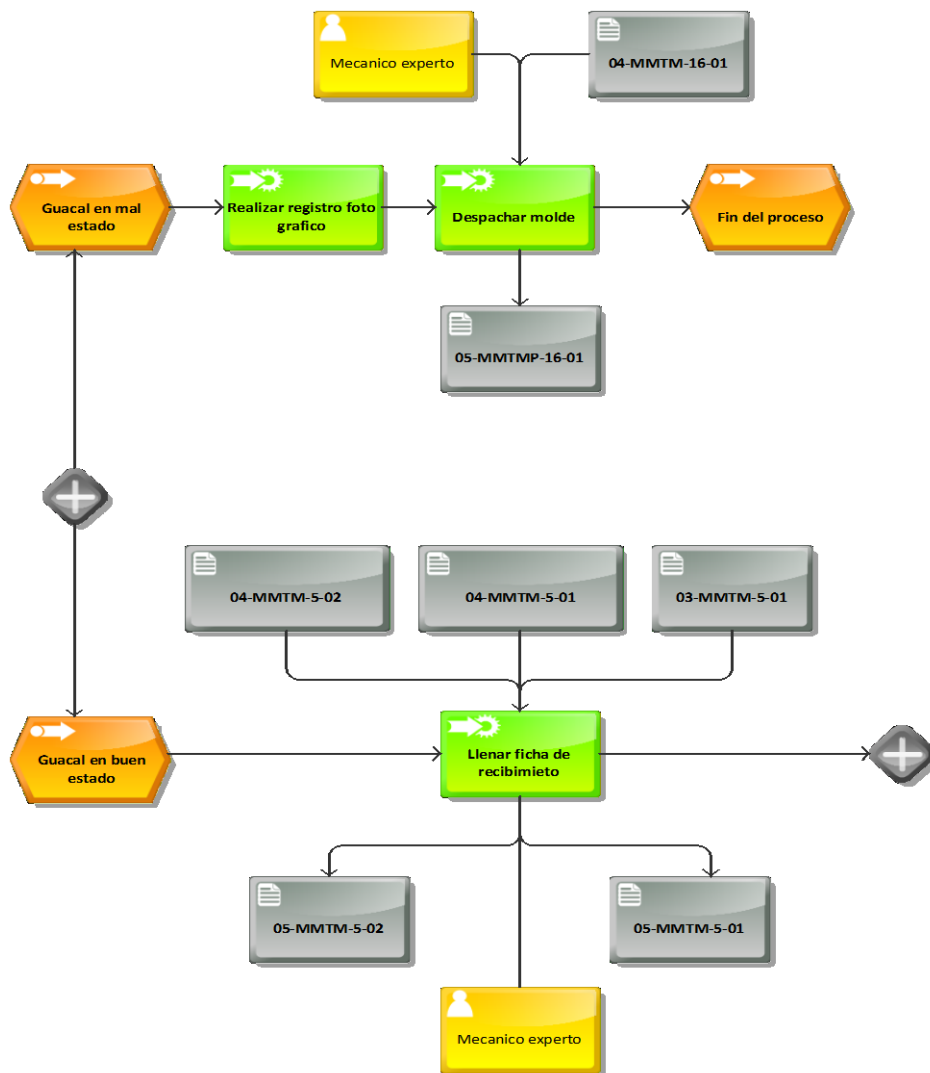 Mecanico experto
04-MMTM-16-01
Guacal en mal
estado
Realizar registro foto
grafico
Despachar molde
Fin del proceso
05-MMTMP-16-01
04-MMTM-5-02
04-MMTM-5-01
03-MMTM-5-01
Guacal en buen
estado
Llenar ficha de
recibimieto
05-MMTM-5-02
05-MMTM-5-01
Mecanico experto